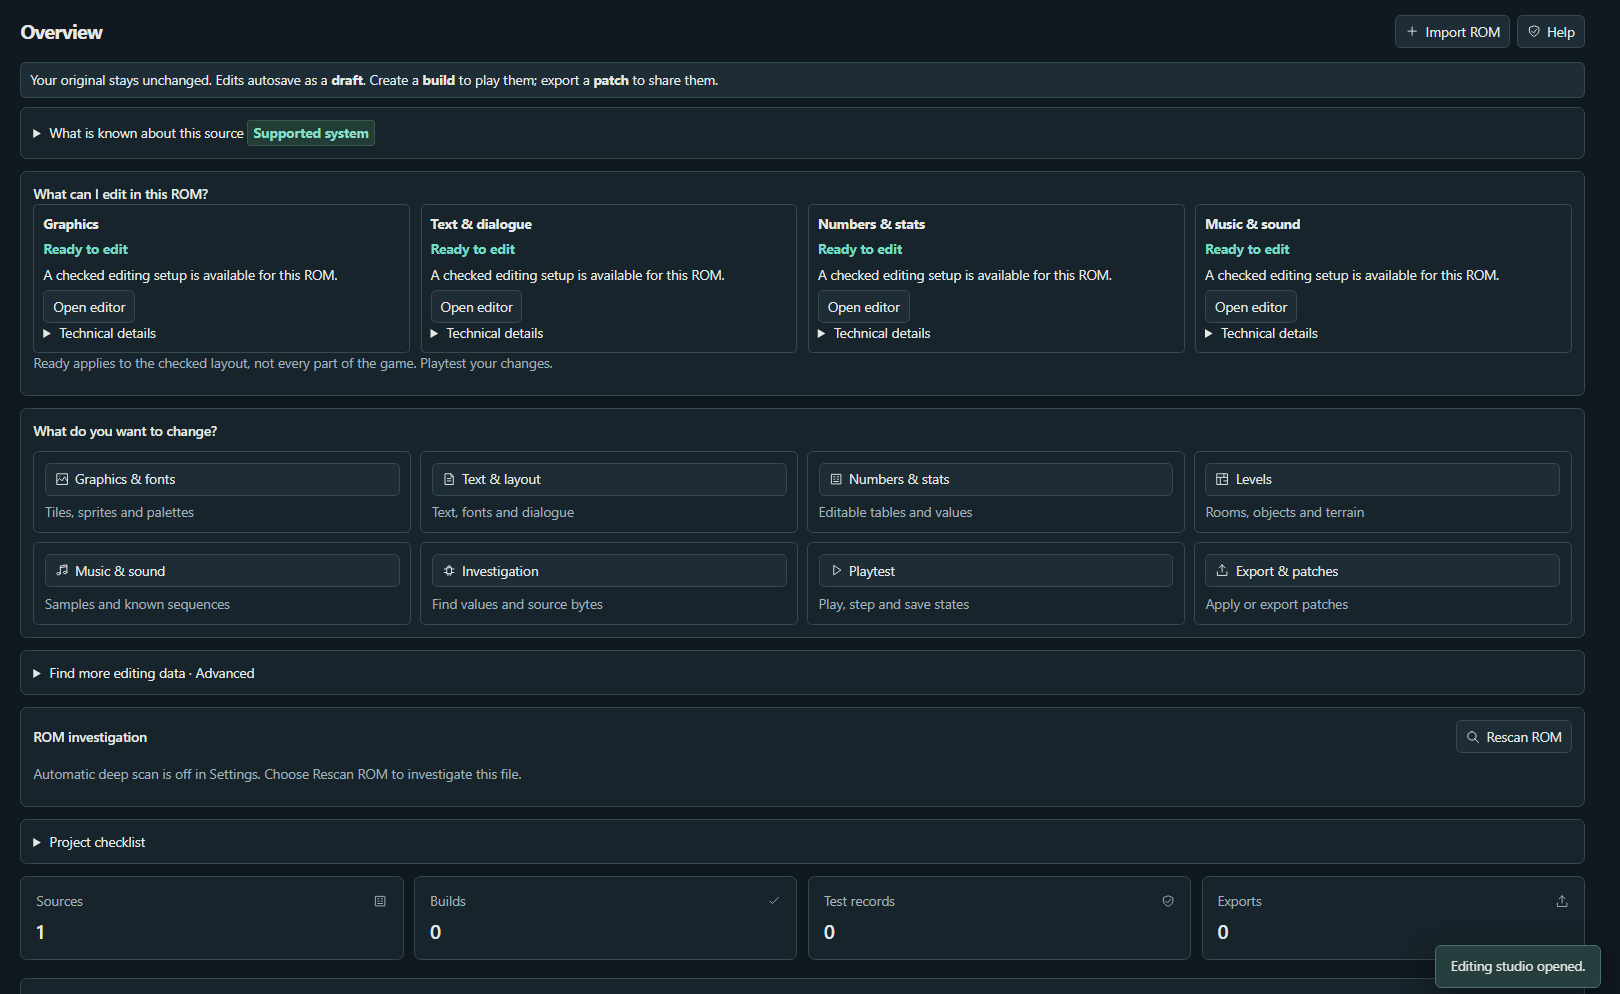 Overview
Import ROM
Help
Your original stays unchanged. Edits autosave as a draft. Create a build to play them; export a patch to share them.
What is known about this source Supported system
What can I edit in this ROM?
Graphics
Ready to edit
A checked editing setup is available for this ROM.
Open editor
Technical details
Text & dialogue
Ready to edit
A checked editing setup is available for this ROM.
Open editor
Technical details
Numbers & stats
Ready to edit
A checked editing setup is available for this ROM.
Open editor
Technical details
Music & sound
Ready to edit
A checked editing setup is available for this ROM.
Open editor
Technical details
Ready applies to the checked layout, not every part of the game. Playtest your changes.
What do you want to change?
Graphics & fonts
Tiles, sprites and palettes
Text & layout
Text, fonts and dialogue
Numbers & stats
Editable tables and values
Levels
Rooms, objects and terrain
Music & sound
Samples and known sequences
Investigation
Find values and source bytes
Playtest
Play, step and save states
Export & patches
Apply or export patches
Find more editing data · Advanced
ROM investigation
Rescan ROM
Automatic deep scan is off in Settings. Choose Rescan ROM to investigate this file.
Project checklist
Sources
1
Builds
0
Test records
0
Exports
0
Editing studio opened.